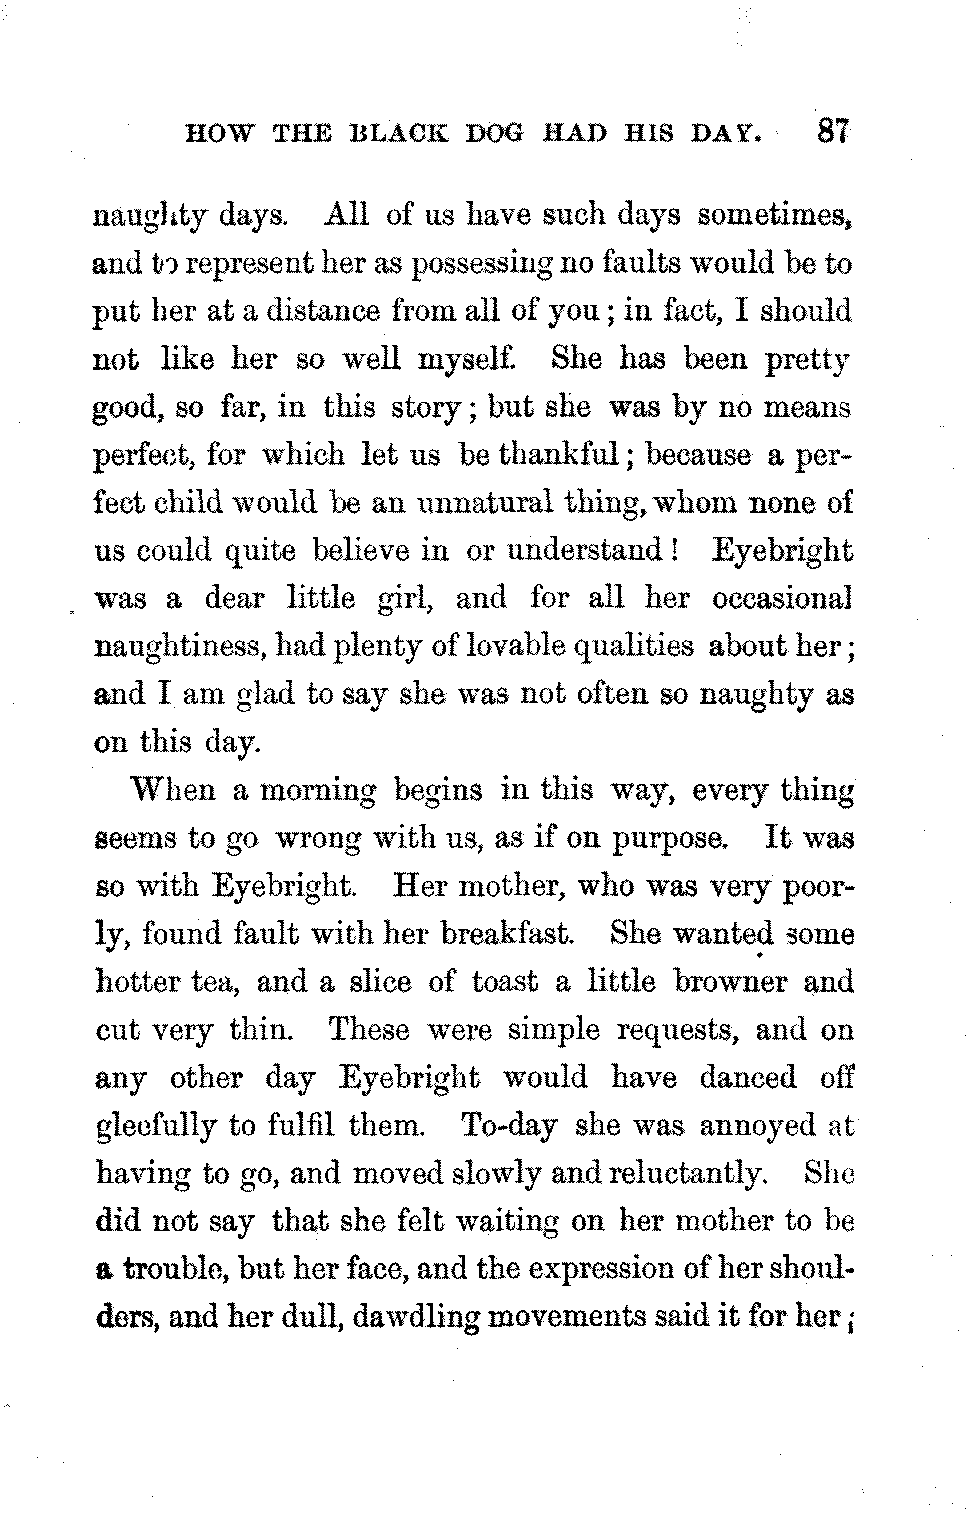 HOW THE BLACK DOG HAD HIS DAY. 87
naughty days. All of us have such days sometimes,
and to represent her as possessing no faults would be to
put her at a distance from all of you; in fact, I should
not like her so well myself. She has been pretty
good, so far, in this story; but she was by no means
perfect, for which let us be thankful; because a per-
fect child would be an unnatural thing, whom none of
us could quite believe in or understand! Eyebright
was a dear little girl, and for all her occasional
naughtiness, had plenty of lovable qualities about her;
and I am glad to say she was not often so naughty as
on this day.
When a morning begins in this way, every thing
seems to go wrong with us, as if on purpose. It was
so with Eyebright. Her mother, who was very poor-
ly, found fault with her breakfast. She wanted some
hotter tea, and a slice of toast a little browner and
cut very thin. These were simple requests, and on
any other day Eyebright would have danced off
gleefully to fulfil them. To-day she was annoyed at
having to go, and moved slowly and reluctantly. She
did not say that she felt waiting on her mother to be
a trouble, but her face, and the expression of her shoul-
ders, and her dull, dawdling movements said it for her;